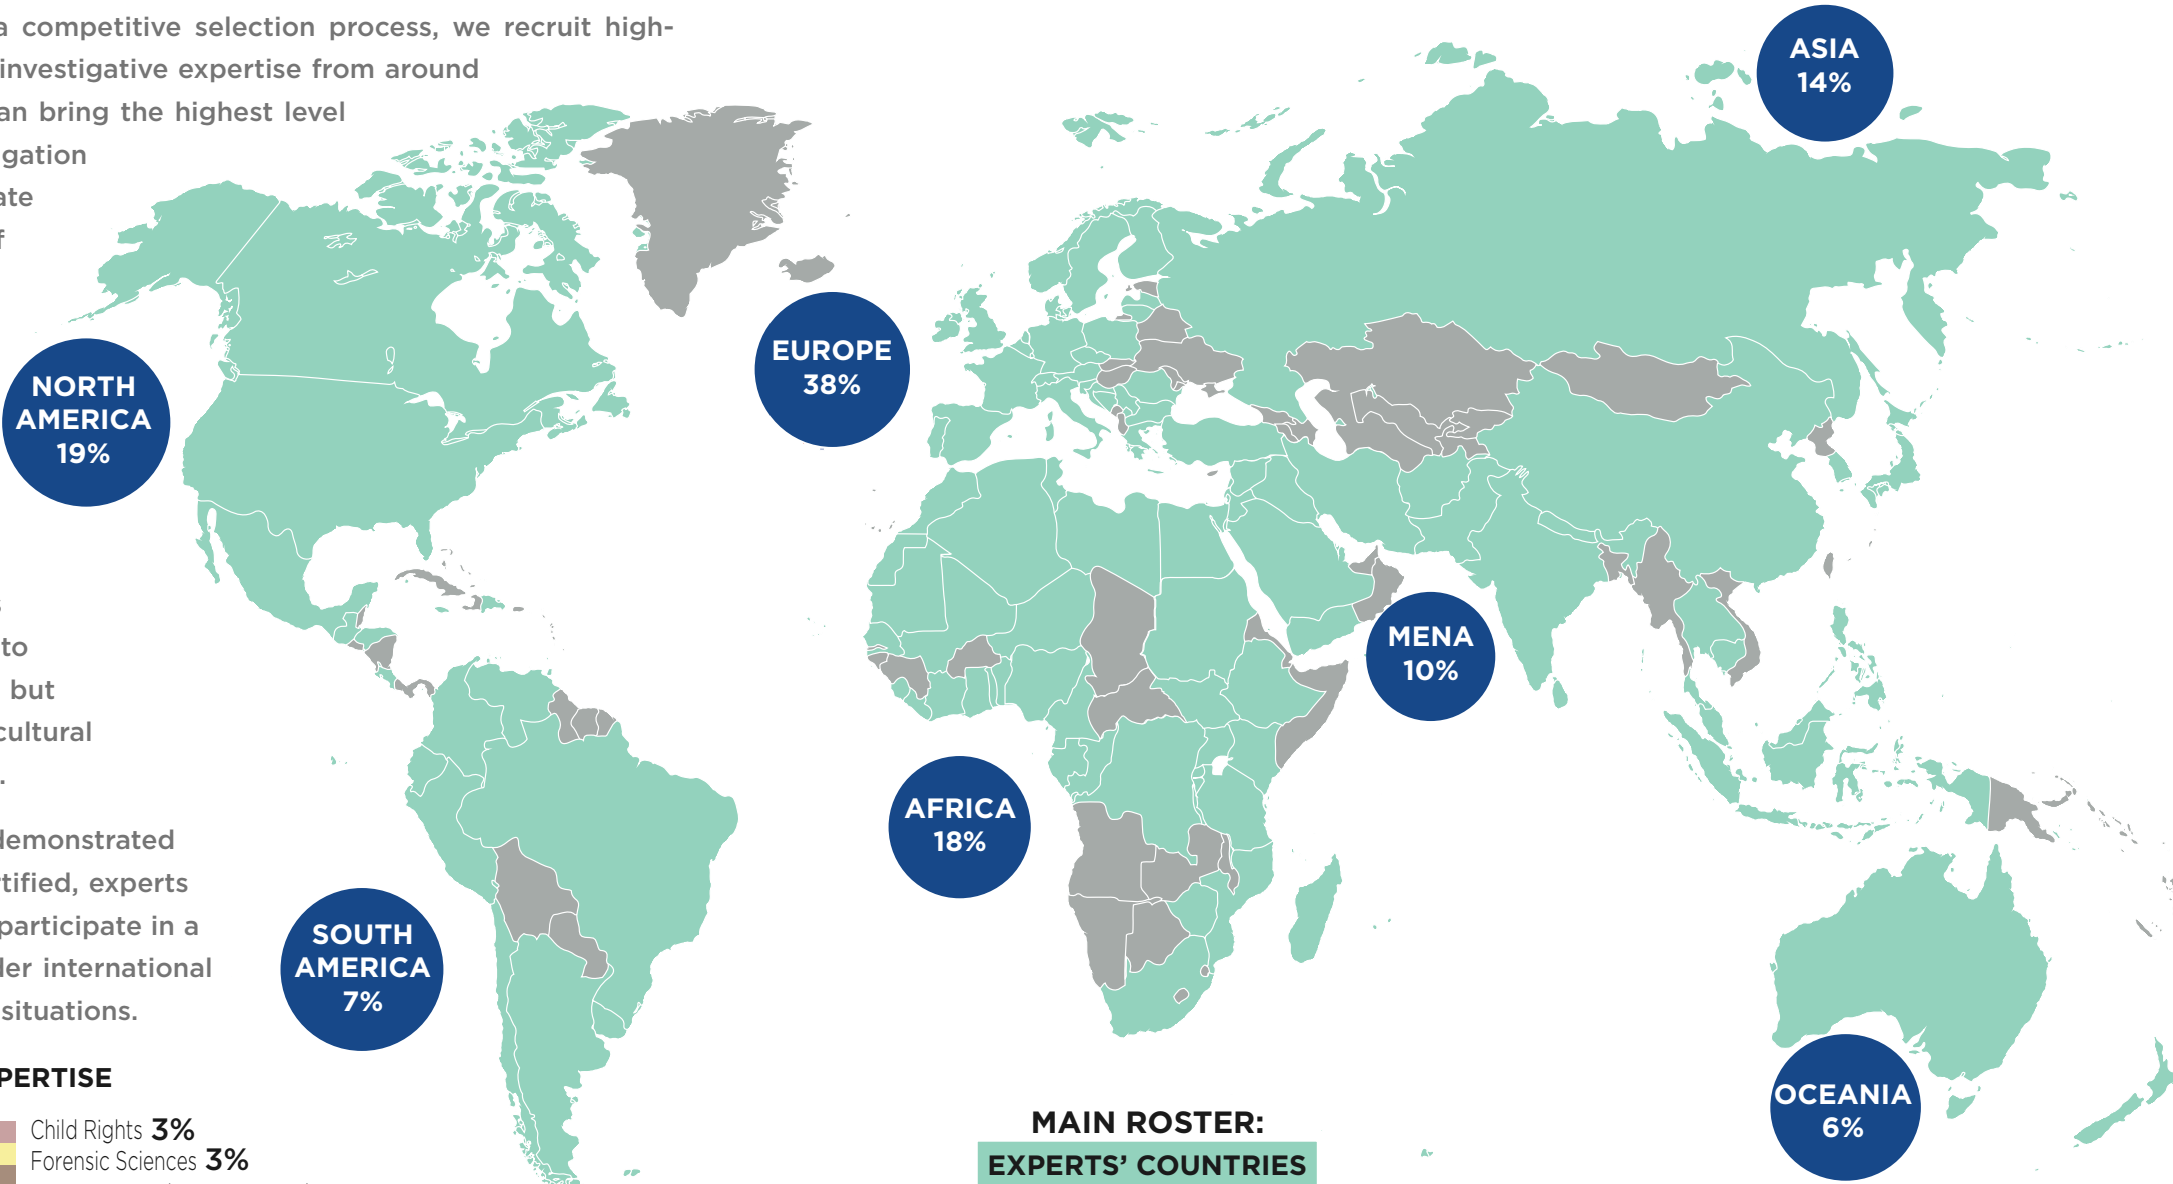 a competitive selection process, we recruit high-
investigative expertise from around
an bring the highest level
gation
ate
f
s
to
but
cultural
.
demonstrated
rtified, experts
participate in a
der international
situations.
PERTISE
Child Rights 3%
Forensic Sciences 3%
NORTH
AMERICA
19%
SOUTH
AMERICA
7%
EUROPE
38%
AFRICA
18%
MENA
10%
ASIA
14%
OCEANIA
6%
MAIN ROSTER:
EXPERTS' COUNTRIES